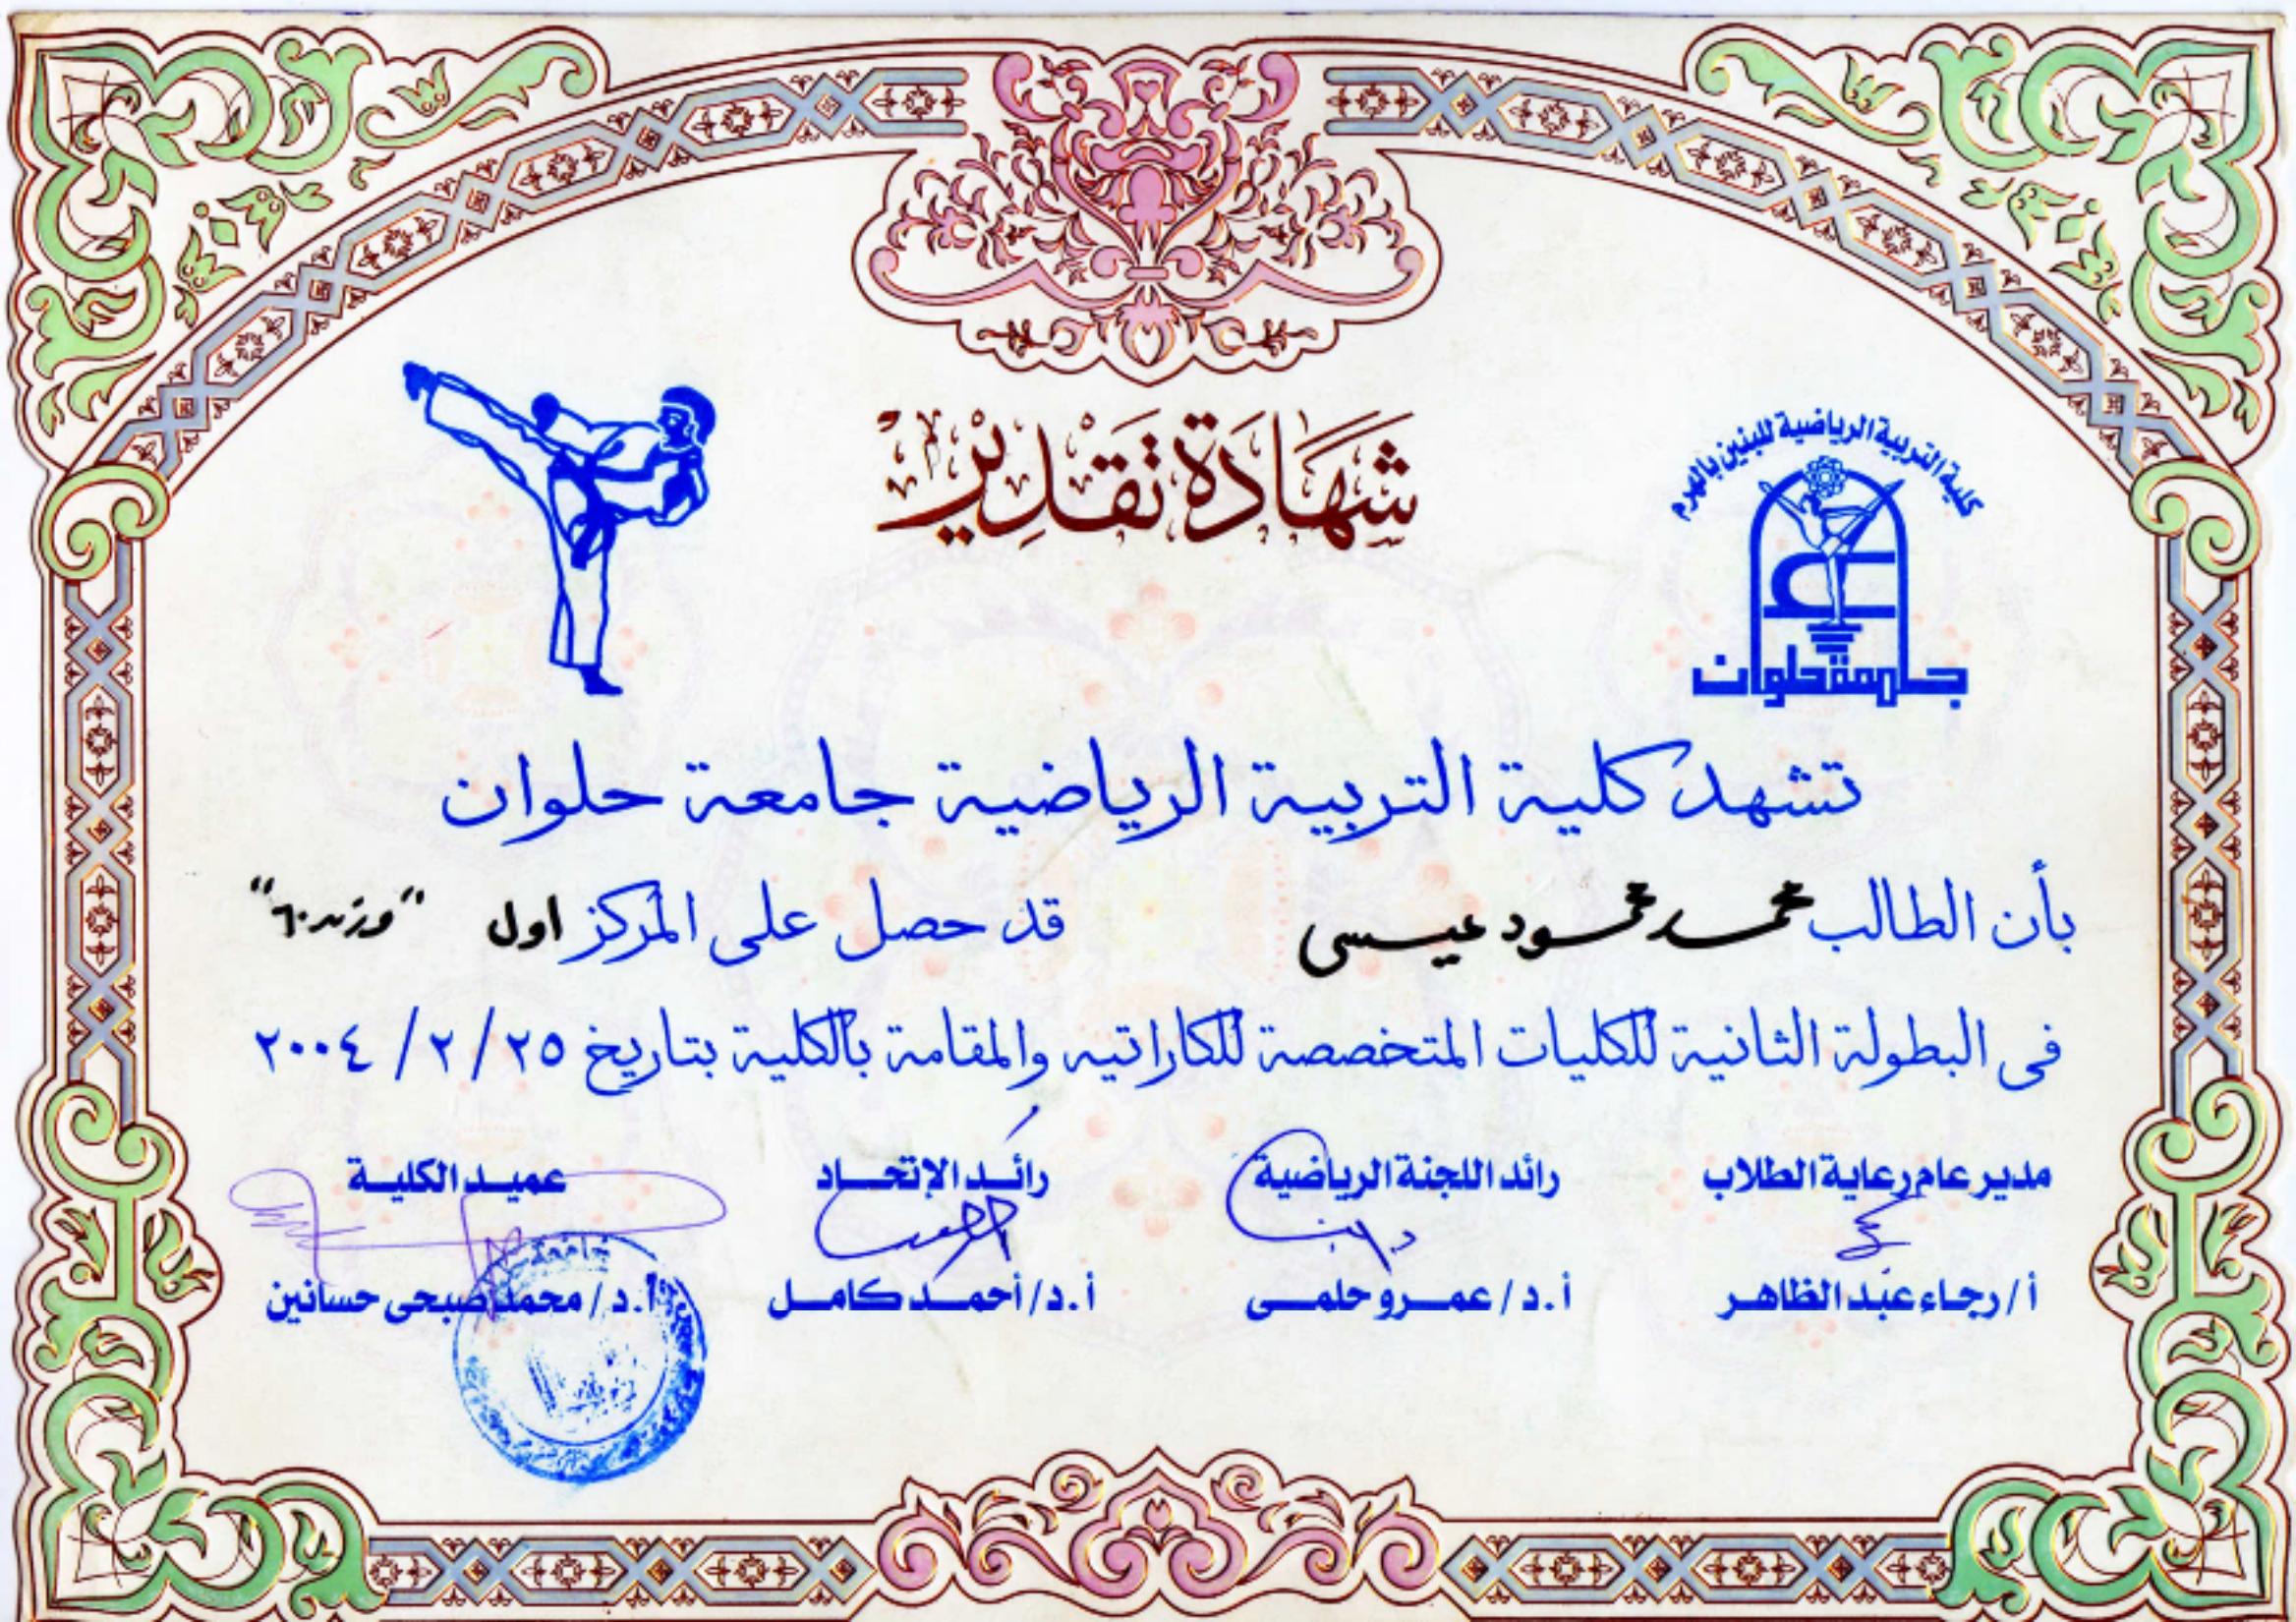 كلية التربية الرياضية للبنين بالهرم
جامعة حلوان
شهادة تقدير
تشهد كلية التربية الرياضية جامعة حلوان
بأن الطالب محمد محمود عيسى قد حصل على المركز اول "وزن ٦٠"
فى البطولة الثانية للكليات المتخصصة للكاراتيه والمقامة بالكلية بتاريخ ٢٥/ ٢/ ٢٠٠٤
مدير عام رعاية الطلاب رائد اللجنة الرياضية رائد الإتحاد عميد الكلية
أ/ رجاء عبد الظاهر أ.د/ عمرو حلمى أ.د/ أحمد كامل أ.د/ محمد صبحى حسانين
جامعة